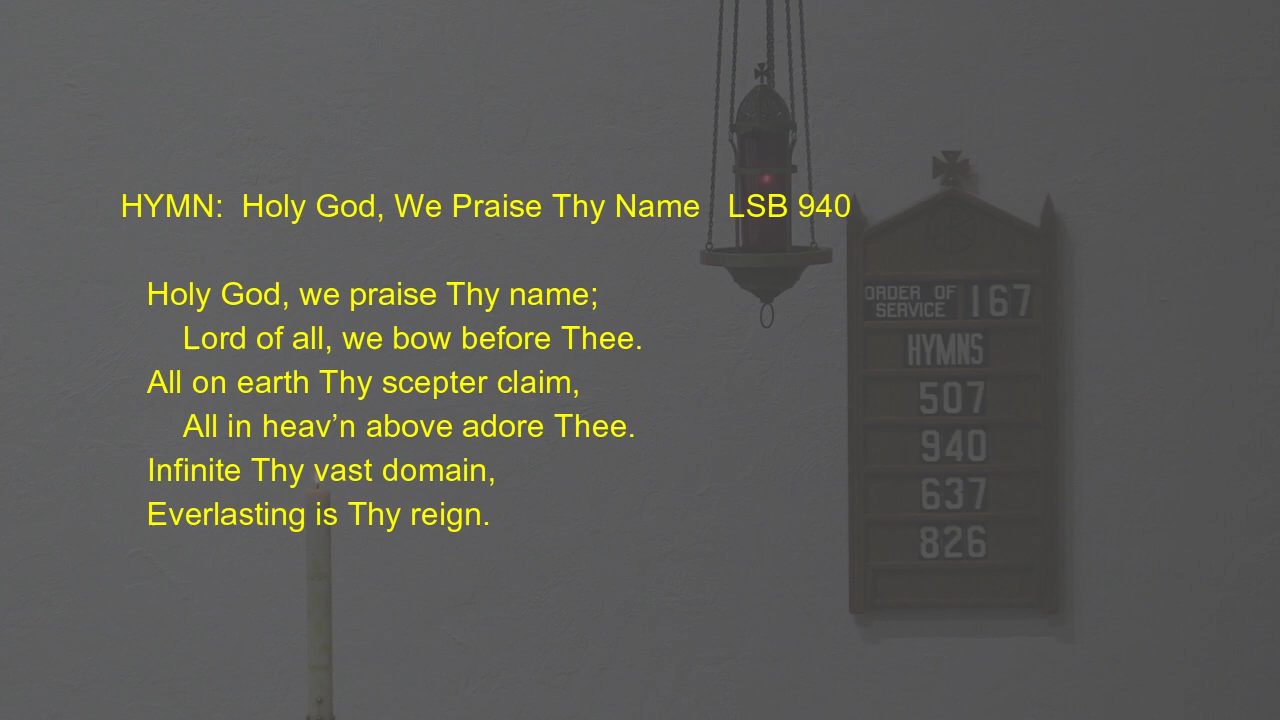 HYMN:  Holy God, We Praise Thy Name   LSB 940
Holy God, we praise Thy name;
Lord of all, we bow before Thee.
All on earth Thy scepter claim,
All in heav’n above adore Thee.
Infinite Thy vast domain,
Everlasting is Thy reign.
ORDER OF SERVICE 167
HYMNS
507
940
637
826